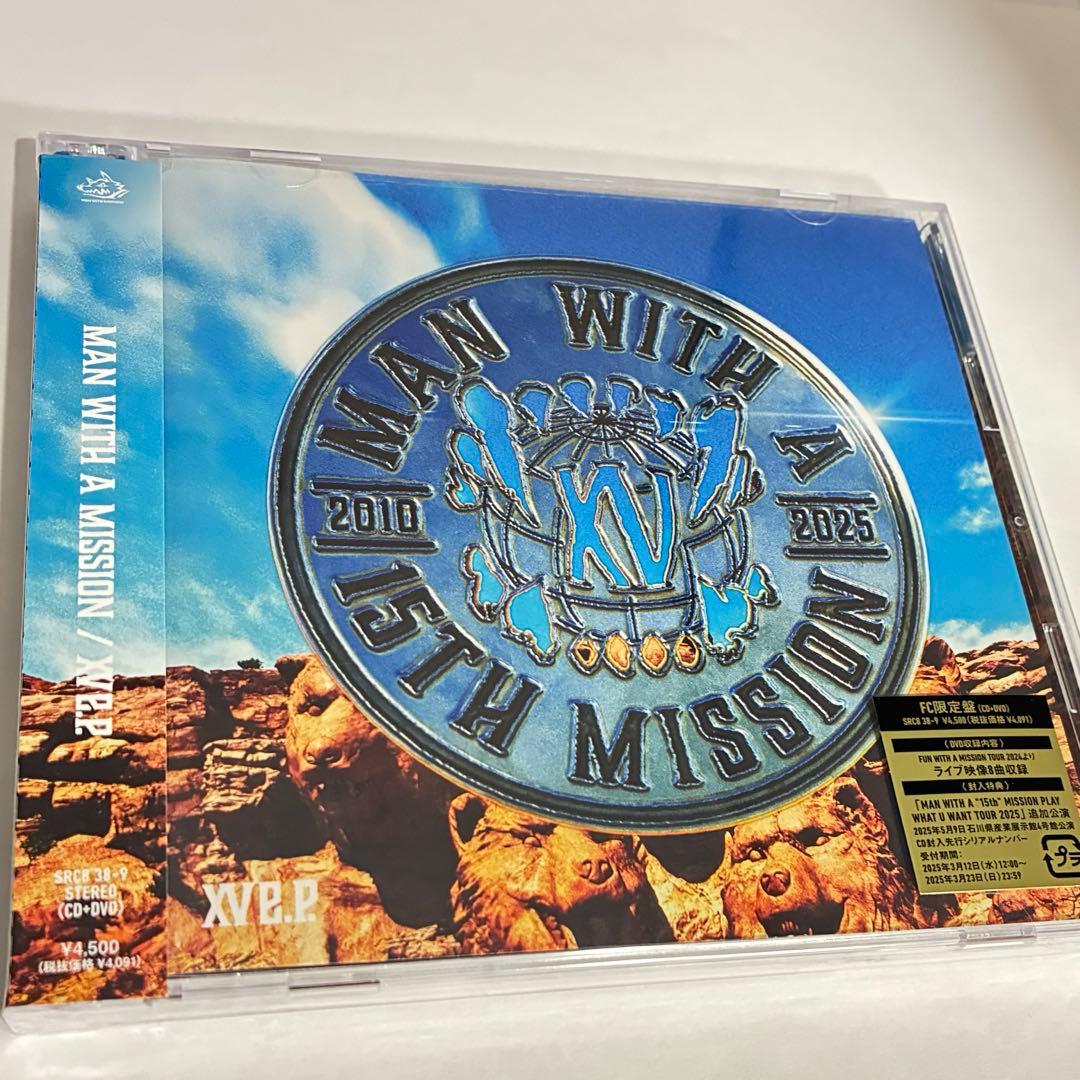 MAN WITH A MISSION / XV e.p.
SRC8 38-9
STEREO
(CD+DVD)
¥4,500
(税抜価格 ¥4,091)
MAN WITH A
2010
XV
2025
15TH MISSION
XV e.p.
FC限定盤(CD+DVD)
SRC8 38-9 ¥4,500(税抜価格 ¥4,091)
〈DVD収録内容〉
FUN WITH A MISSION TOUR 2024より
ライブ映像8曲収録
〈封入特典〉
「MAN WITH A "15th" MISSION PLAY
WHAT U WANT TOUR 2025」追加公演
2025年5月9日 石川県産業展示館4号館公演
CD封入先行シリアルナンバー
受付期間:
2025年3月12日(水)12:00〜
2025年3月23日(日)23:59
プラ